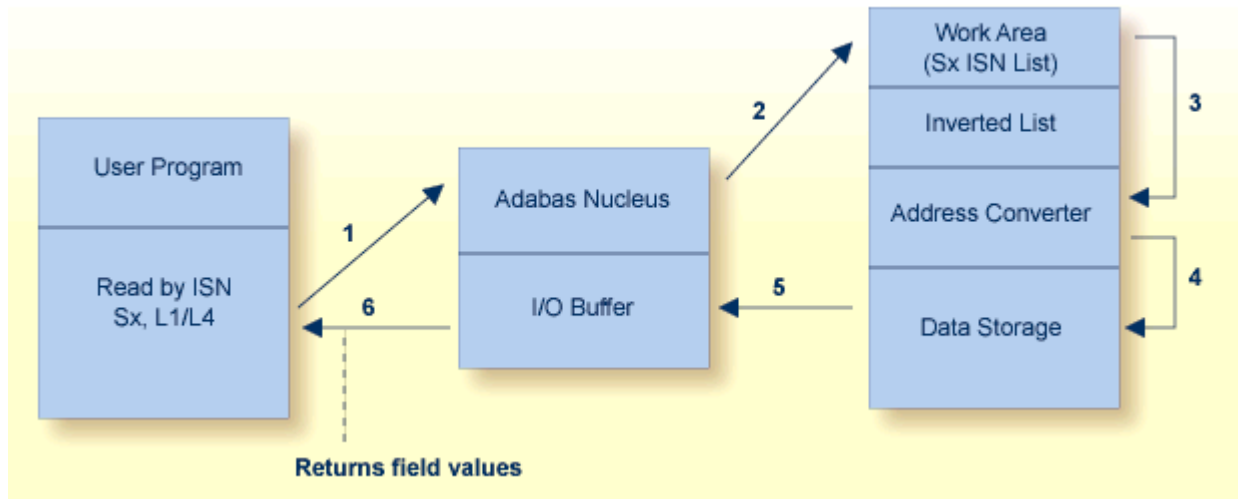 User Program
Read by ISN
Sx, L1/L4
1
6
Returns field values
Adabas Nucleus
I/O Buffer
2
5
Work Area
(Sx ISN List)
Inverted List
Address Converter
Data Storage
3
4